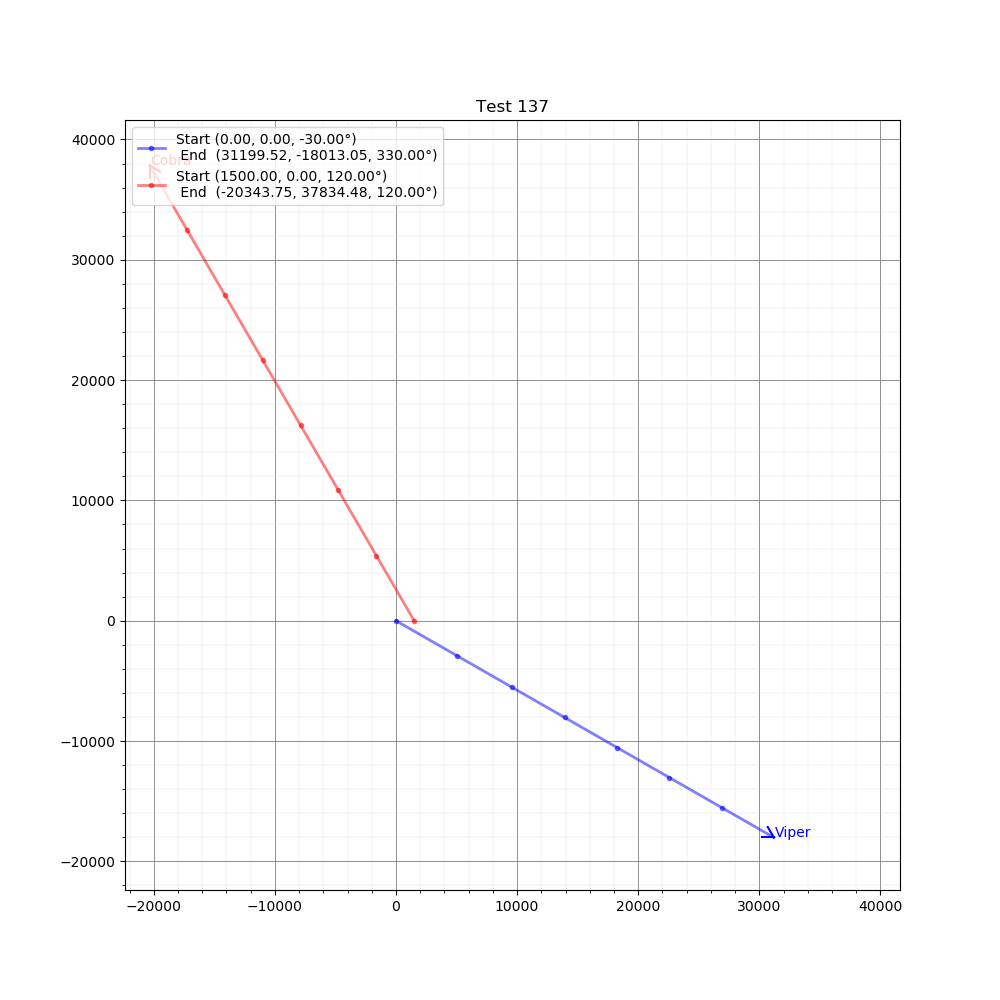 Test 137
Start (0.00, 0.00, -30.00°)
End (31199.52, -18013.05, 330.00°)
Start (1500.00, 0.00, 120.00°)
End (-20343.75, 37834.48, 120.00°)
Cobra
40000
30000
20000
10000
0
−10000
−20000
Viper
−20000 −10000 0 10000 20000 30000 40000